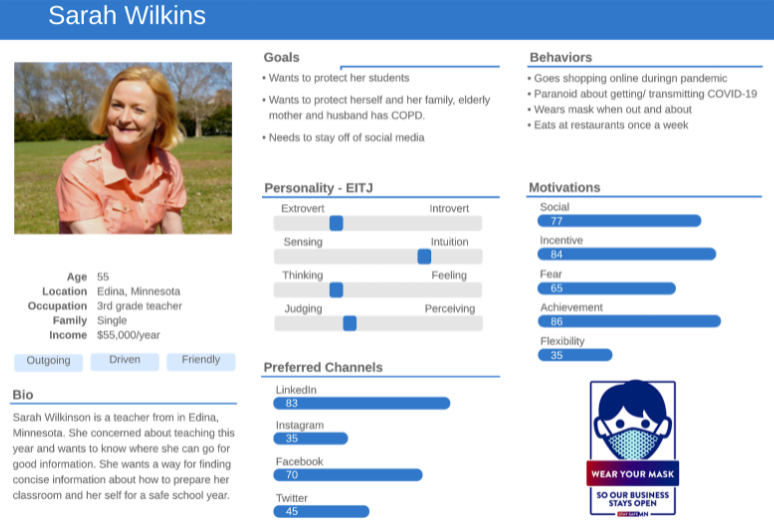 Sarah Wilkins
Age 55
Location Edina, Minnesota
Occupation 3rd grade teacher
Family Single
Income $55,000/year
Outgoing Driven Friendly
Bio
Sarah Wilkinson is a teacher from in Edina,
Minnesota. She concerned about teaching this
year and wants to know where she can go for
good information. She wants a way for finding
concise information about how to prepare her
classroom and her self for a safe school year.
Goals
• Wants to protect her students
• Wants to protect herself and her family, elderly
mother and husband has COPD.
• Needs to stay off of social media
Personality - EITJ
Extrovert Introvert
Sensing Intuition
Thinking Feeling
Judging Perceiving
Preferred Channels
LinkedIn
83
Instagram
35
Facebook
70
Twitter
45
Behaviors
• Goes shopping online duringn pandemic
• Paranoid about getting/ transmitting COVID-19
• Wears mask when out and about
• Eats at restaurants once a week
Motivations
Social
77
Incentive
84
Fear
65
Achievement
86
Flexibility
35
WEAR YOUR MASK
SO OUR BUSINESS
STAYS OPEN
STAY SAFE MN